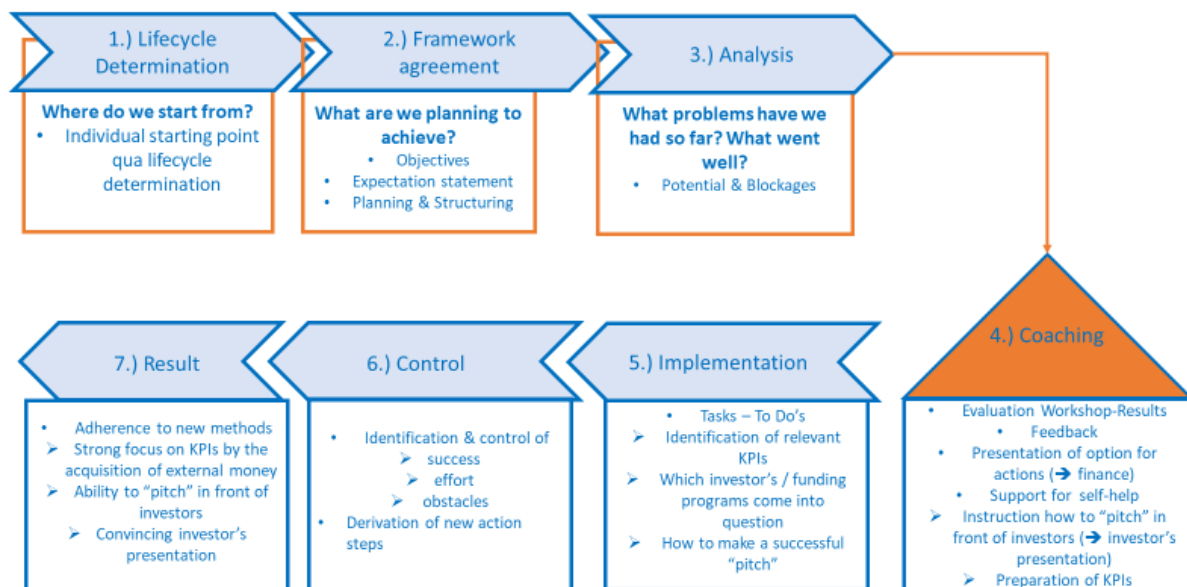 1.) Lifecycle
Determination
Where do we start from?
• Individual starting point
qua lifecycle
determination
2.) Framework
agreement
What are we planning to
achieve?
• Objectives
• Expectation statement
• Planning & Structuring
3.) Analysis
What problems have we
had so far? What went
well?
• Potential & Blockages
4.) Coaching
• Evaluation Workshop-Results
• Feedback
• Presentation of option for
actions (➔ finance)
• Support for self-help
➢ Instruction how to “pitch” in
front of investors (➔ investor’s
presentation)
➢ Preparation of KPIs
5.) Implementation
• Tasks – To Do’s
➢ Identification of relevant
KPIs
➢ Which investor’s / funding
programs come into
question
➢ How to make a successful
“pitch”
6.) Control
• Identification & control of
➢ success
➢ effort
➢ obstacles
• Derivation of new action
steps
7.) Result
• Adherence to new methods
➢ Strong focus on KPIs by the
acquisition of external money
➢ Ability to “pitch” in front of
investors
➢ Convincing investor’s
presentation